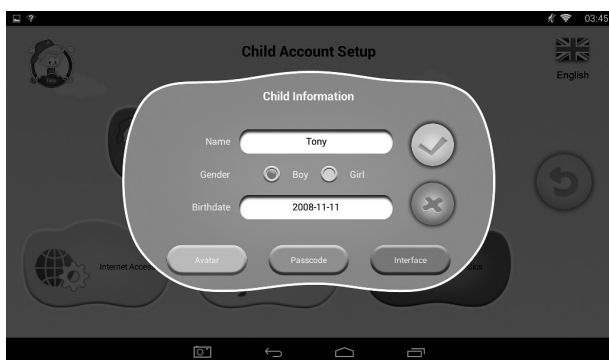 03:45
Child Account Setup
English
Child Information
Name Tony
Gender Boy Girl
Birthdate 2008-11-11
Internet Access
Avatar Passcode Interface